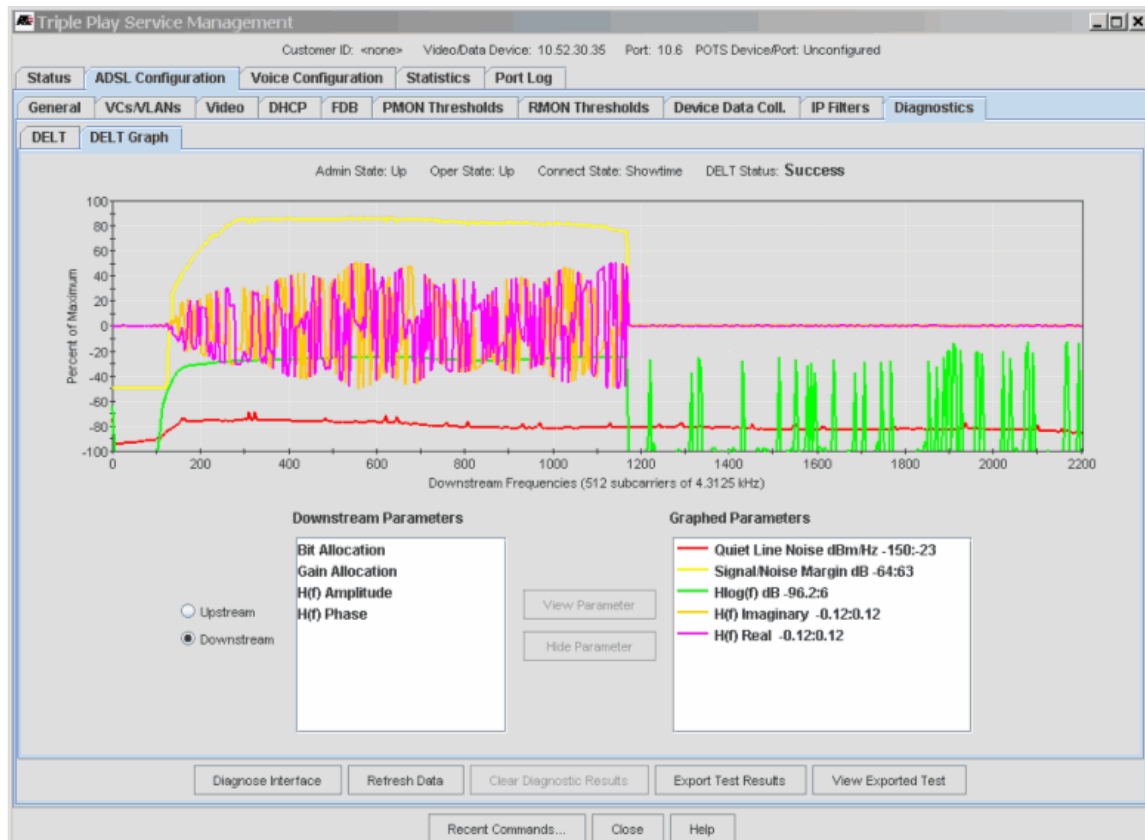 Triple Play Service Management
Customer ID: <none> Video/Data Device: 10.52.30.35 Port: 10.6 POTS Device/Port: Unconfigured
Status ADSL Configuration Voice Configuration Statistics Port Log
General VCs/VLANs Video DHCP FDB PMON Thresholds RMON Thresholds Device Data Coll. IP Filters Diagnostics
DELT DELT Graph
Admin State: Up Oper State: Up Connect State: Showtime DELT Status: Success
Percent of Maximum
100
80
60
40
20
0
-20
-40
-60
-80
-100
0 200 400 600 800 1000 1200 1400 1600 1800 2000 2200
Downstream Frequencies (512 subcarriers of 4.3125 kHz)
Downstream Parameters Graphed Parameters
Bit Allocation
Gain Allocation
H(f) Amplitude
H(f) Phase
Upstream
Downstream
View Parameter
Hide Parameter
Quiet Line Noise dBm/Hz -150:-23
Signal/Noise Margin dB -64:63
Hlog(f) dB -96.2:6
H(f) Imaginary -0.12:0.12
H(f) Real -0.12:0.12
Diagnose Interface Refresh Data Clear Diagnostic Results Export Test Results View Exported Test
Recent Commands... Close Help